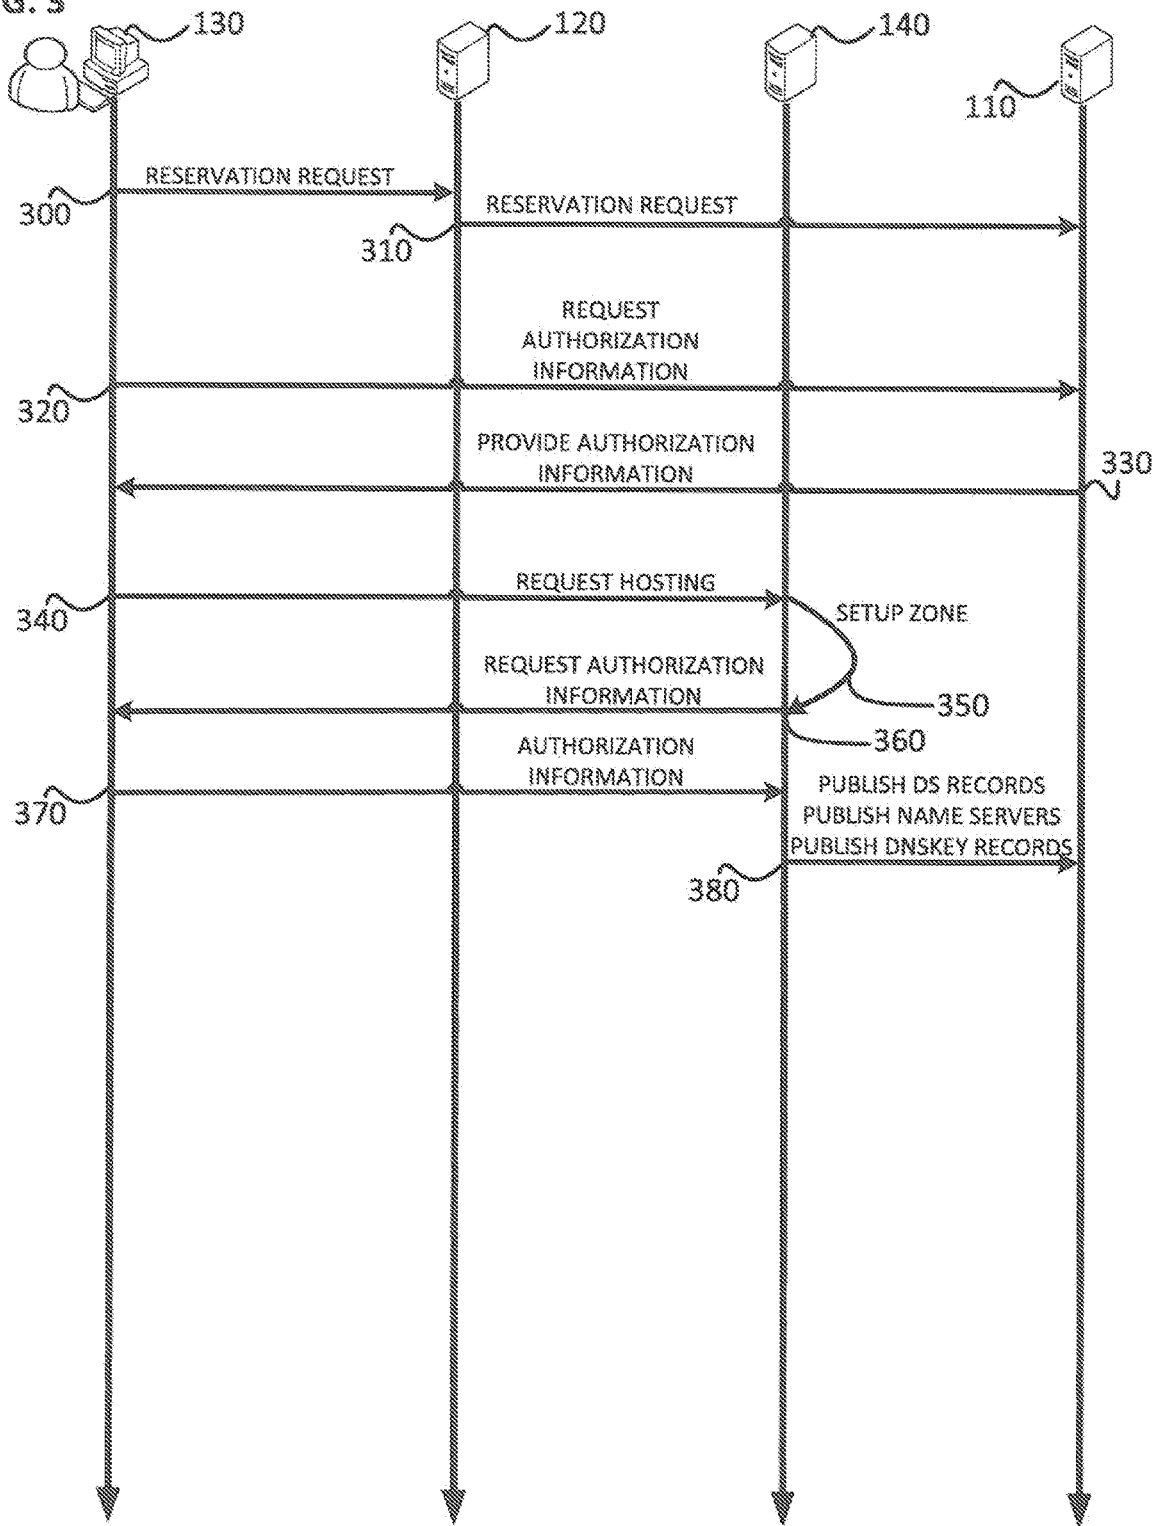 G. 3
130
120
140
110
RESERVATION REQUEST
300
RESERVATION REQUEST
310
REQUEST
AUTHORIZATION
INFORMATION
320
PROVIDE AUTHORIZATION
INFORMATION
330
REQUEST HOSTING
340
SETUP ZONE
REQUEST AUTHORIZATION
INFORMATION
350
360
AUTHORIZATION
INFORMATION
370
PUBLISH DS RECORDS
PUBLISH NAME SERVERS
PUBLISH DNSKEY RECORDS
380